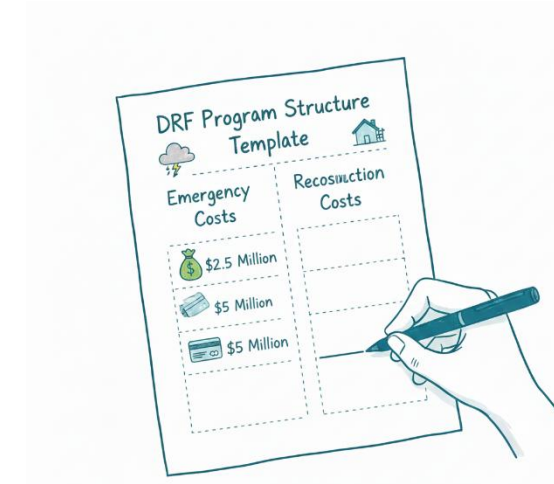 DRF Program Structure
Template
Emergency
Costs
$2.5 Million
$5 Million
$5 Million
Costs